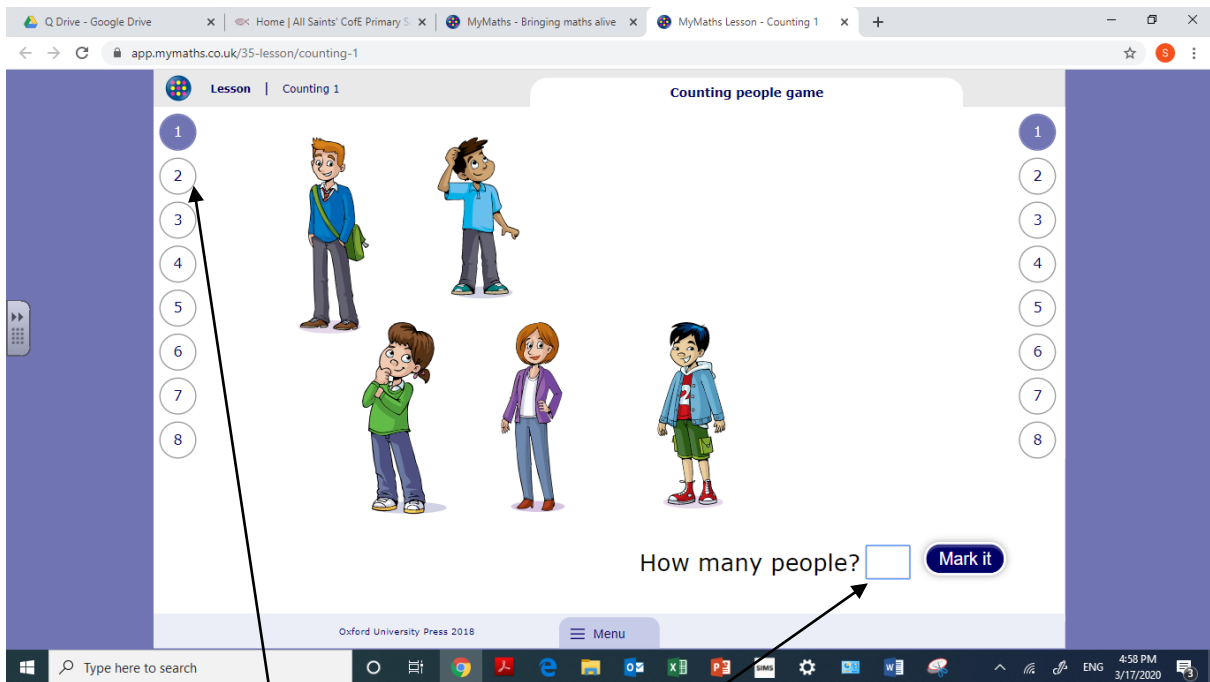 Q Drive - Google Drive
Home | All Saints' CofE Primary S
MyMaths - Bringing maths alive
MyMaths Lesson - Counting 1
app.mymaths.co.uk/35-lesson/counting-1
S
Lesson | Counting 1
Counting people game
1
2
3
4
5
6
7
8
1
2
3
4
5
6
7
8
2
How many people?
Mark it
Oxford University Press 2018
Menu
Type here to search
SIMS
ENG
4:58 PM
3/17/2020
3